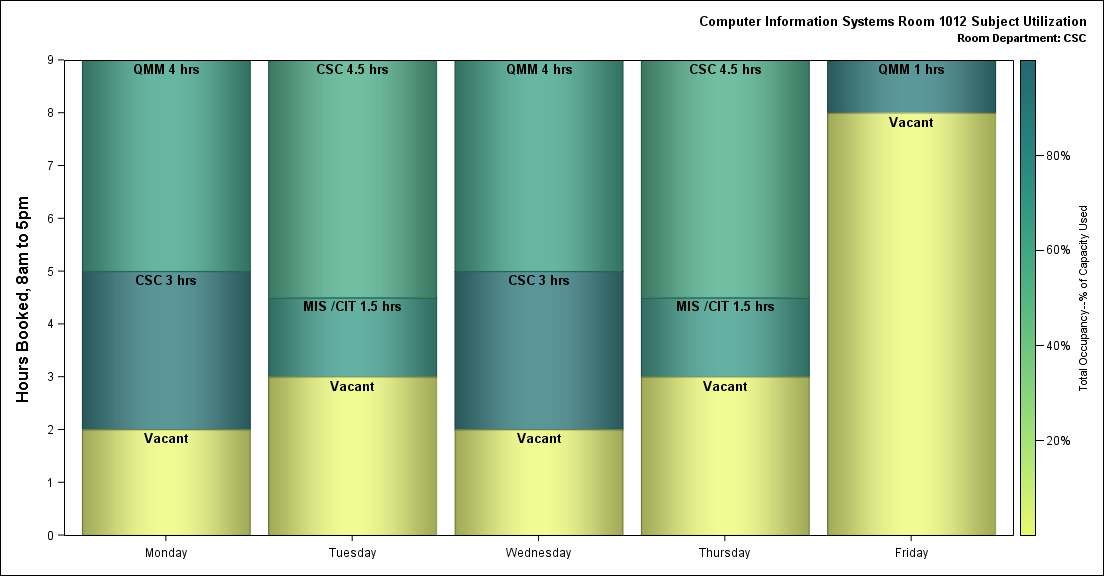 Computer Information Systems Room 1012 Subject Utilization
Room Department: CSC
Hours Booked, 8am to 5pm
9
8
7
6
5
4
3
2
1
0
QMM 4 hrs
CSC 3 hrs
Vacant
CSC 4.5 hrs
MIS /CIT 1.5 hrs
Vacant
QMM 4 hrs
CSC 3 hrs
Vacant
CSC 4.5 hrs
MIS /CIT 1.5 hrs
Vacant
QMM 1 hrs
Vacant
Monday
Tuesday
Wednesday
Thursday
Friday
80%
60%
40%
20%
Total Occupancy--% of Capacity Used